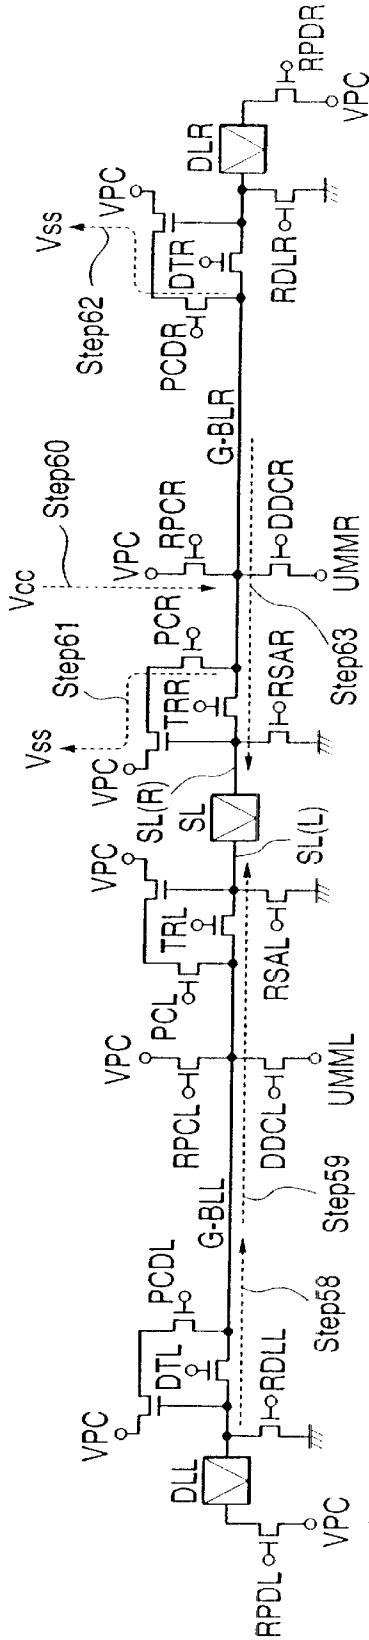 Vcc
Step60
Vss
Step61
Vss
Step62
VPC
DTL
PCDL
VPC
RPCL
PCL
TRL
VPC
VPC
TRR
PCR
VPC
RPCR
PCDR
DTR
VPC
DLL
G-BLL
SL
SL(R)
G-BLR
DLR
RPDL
VPC
RDLL
DDCL
UMML
RSAL
SL(L)
RSAR
DDCR
UMMR
RDLR
RPDR
VPC
Step58
Step59
Step63